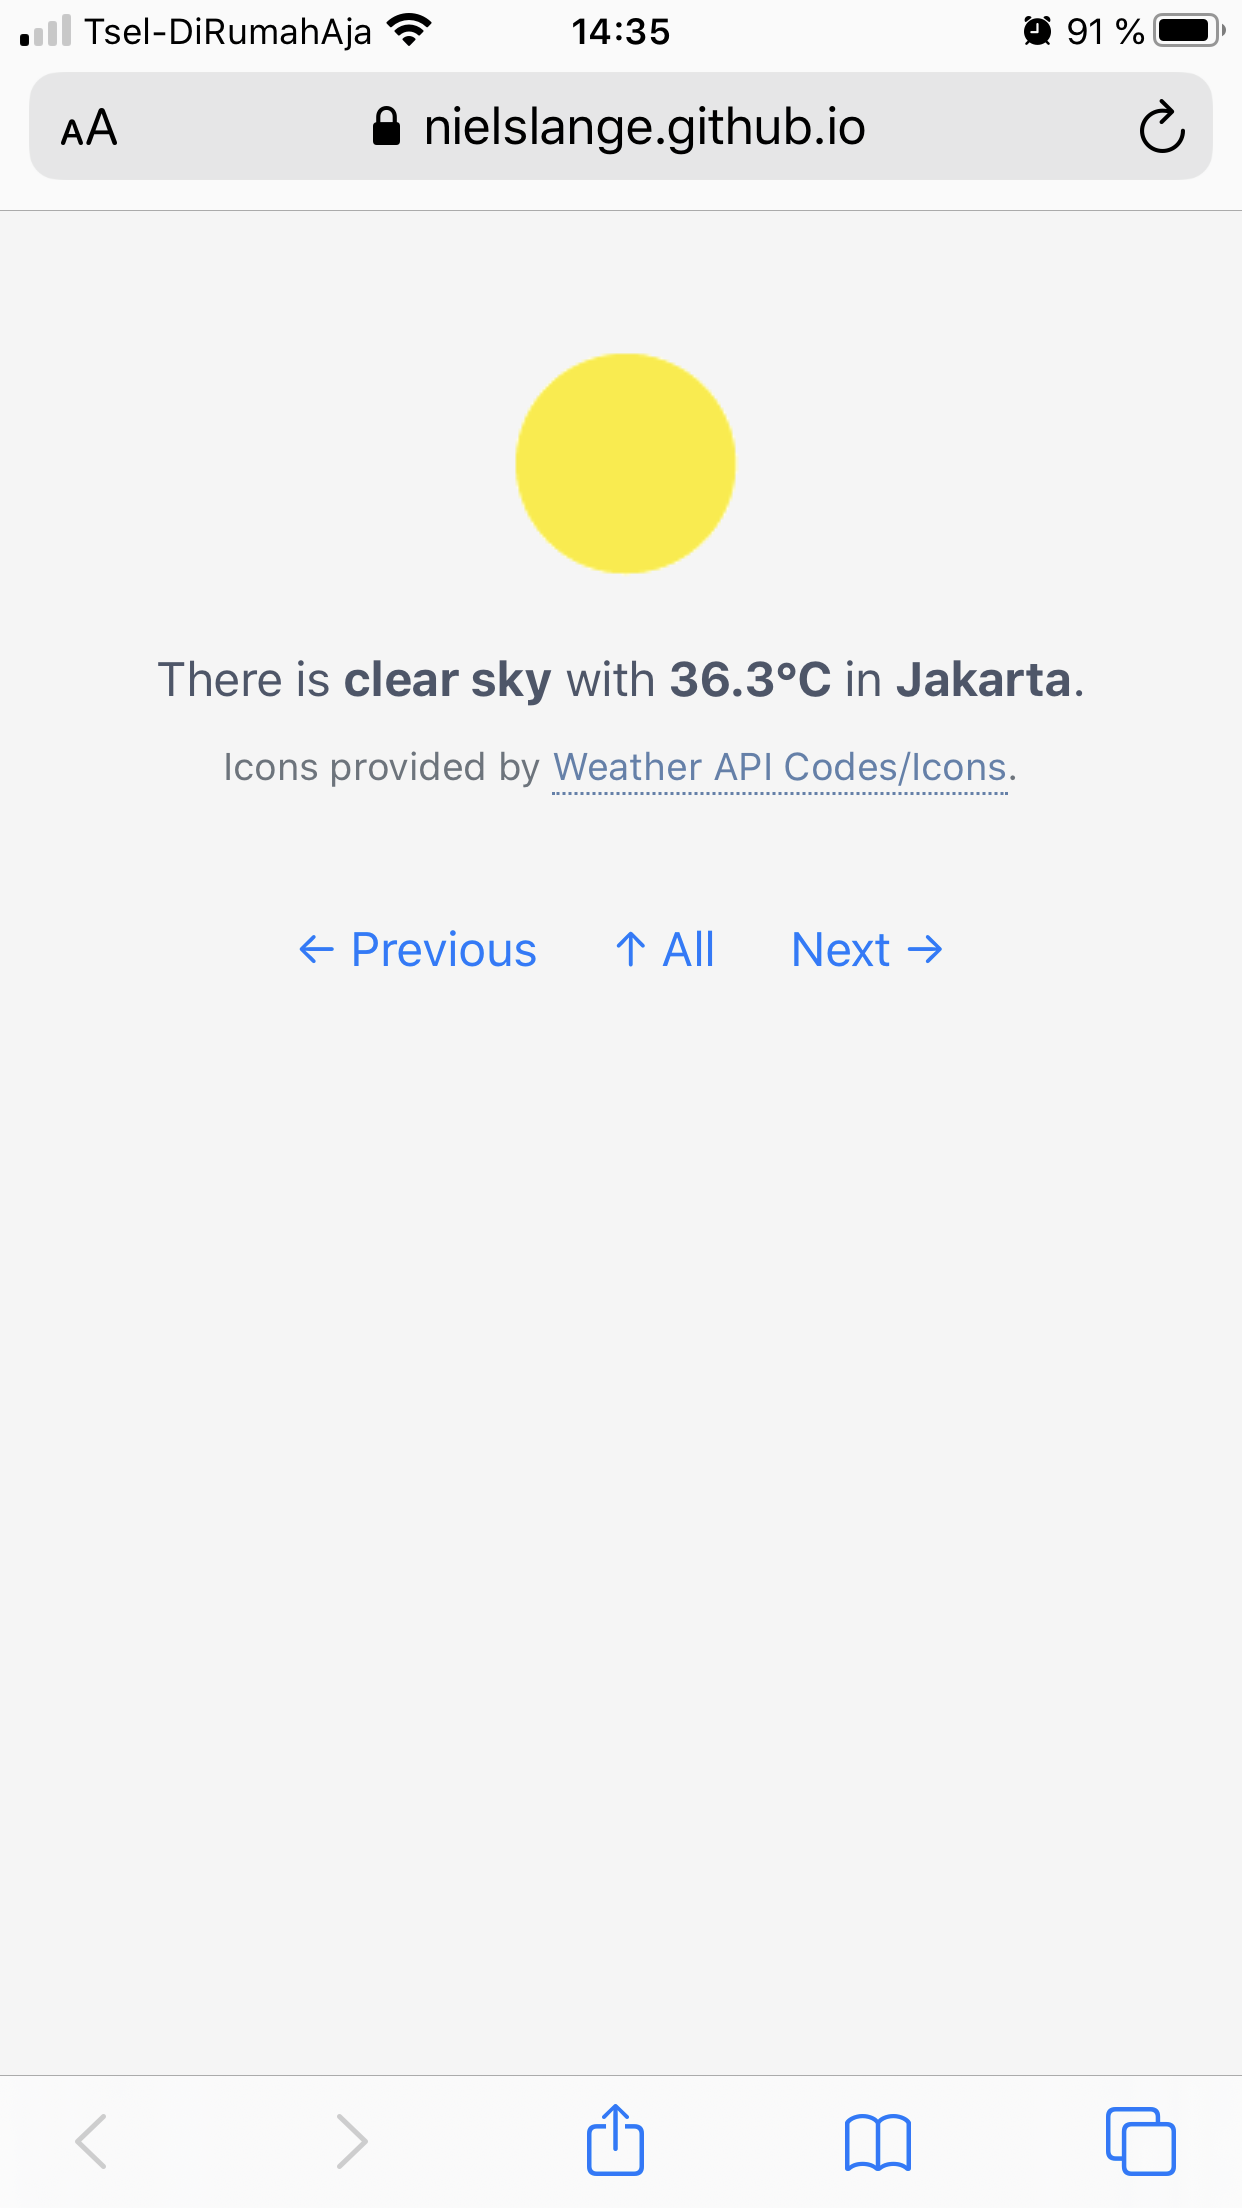 Tsel-DiRumahAja 14:35 91 %
AA nielslange.github.io
There is clear sky with 36.3°C in Jakarta.
Icons provided by Weather API Codes/Icons.
← Previous ↑ All Next →